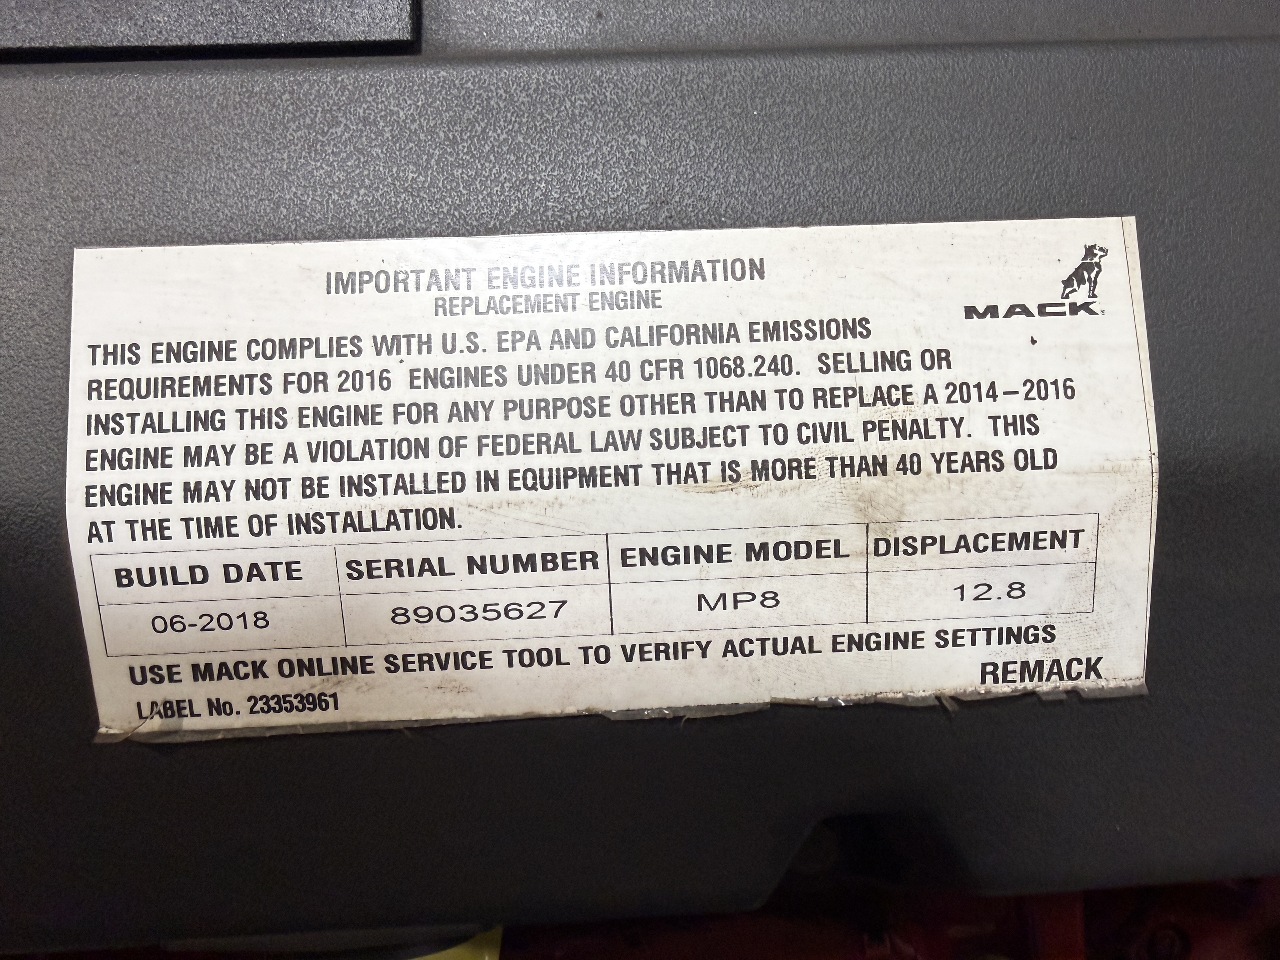 IMPORTANT ENGINE INFORMATION
REPLACEMENT ENGINE
MACK
THIS ENGINE COMPLIES WITH U.S. EPA AND CALIFORNIA EMISSIONS
REQUIREMENTS FOR 2016 ENGINES UNDER 40 CFR 1068.240. SELLING OR
INSTALLING THIS ENGINE FOR ANY PURPOSE OTHER THAN TO REPLACE A 2014-2016
ENGINE MAY BE A VIOLATION OF FEDERAL LAW SUBJECT TO CIVIL PENALTY. THIS
ENGINE MAY NOT BE INSTALLED IN EQUIPMENT THAT IS MORE THAN 40 YEARS OLD
AT THE TIME OF INSTALLATION.
BUILD DATE SERIAL NUMBER ENGINE MODEL DISPLACEMENT
06-2018 89035627 MP8 12.8
USE MACK ONLINE SERVICE TOOL TO VERIFY ACTUAL ENGINE SETTINGS
REMACK
LABEL No. 23353961